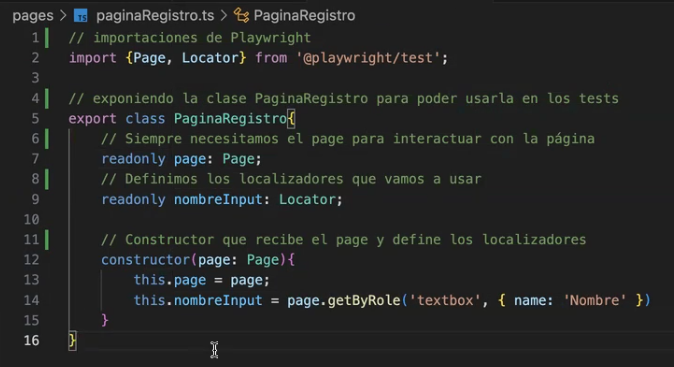 pages > TS paginaRegistro.ts > PaginaRegistro
1 // importaciones de Playwright
2 import {Page, Locator} from '@playwright/test';
3
4 // exponiendo la clase PaginaRegistro para poder usarla en los tests
5 export class PaginaRegistro{
6 // Siempre necesitamos el page para interactuar con la página
7 readonly page: Page;
8 // Definimos los localizadores que vamos a usar
9 readonly nombreInput: Locator;
10
11 // Constructor que recibe el page y define los localizadores
12 constructor(page: Page){
13 this.page = page;
14 this.nombreInput = page.getByRole('textbox', { name: 'Nombre' })
15 }
16 }